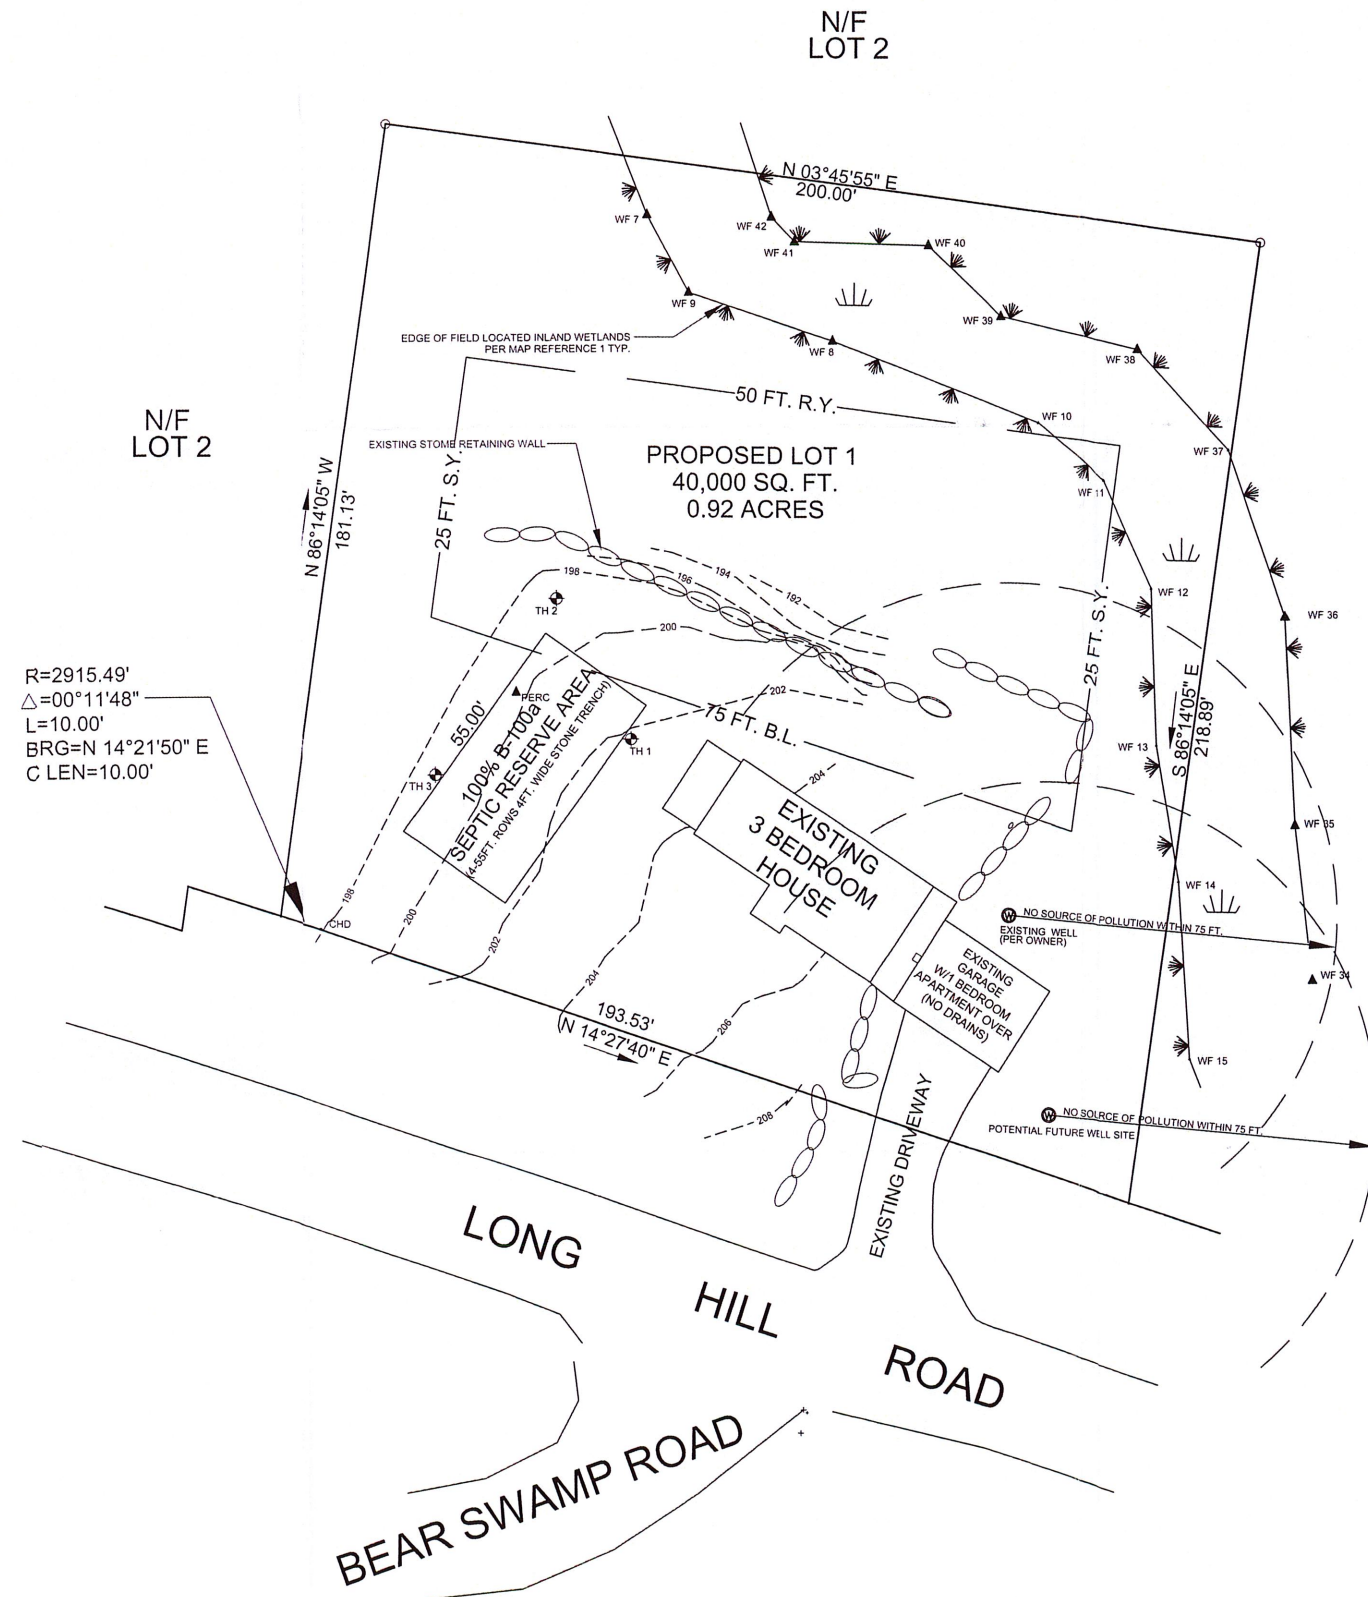 N/F
LOT 2
N 03°45'55" E
200.00'
WF 7
WF 42
WF 41
WF 40
WF 9
WF 39
WF 8
WF 38
EDGE OF FIELD LOCATED INLAND WETLANDS
PER MAP REFERENCE 1 TYP.
50 FT. R.Y.
WF 10
N/F
LOT 2
EXISTING STOME RETAINING WALL
25 FT. S.Y.
PROPOSED LOT 1
40,000 SQ. FT.
0.92 ACRES
WF 37
WF 11
N 86°14'05" W
181.13'
198
196
194
192
TH 2
200
WF 12
WF 36
25 FT. S.Y.
R=2915.49'
△=00°11'48"
L=10.00'
BRG=N 14°21'50" E
C LEN=10.00'
PERC
55.00'
100% B-100a
SEPTIC RESERVE AREA
(4-55FT. ROWS 4FT. WIDE STONE TRENCH)
202
75 FT. B.L.
TH 1
TH 3
WF 13
S 86°14'05" E
218.89'
204
EXISTING
3 BEDROOM
HOUSE
WF 35
WF 14
198
200
202
204
206
208
CHD
NO SOURCE OF POLLUTION WITHIN 75 FT.
EXISTING WELL
(PER OWNER)
EXISTING
GARAGE
W/1 BEDROOM
APARTMENT OVER
(NO DRAINS)
WF 34
193.53'
N 14°27'40" E
WF 15
NO SOURCE OF POLLUTION WITHIN 75 FT.
POTENTIAL FUTURE WELL SITE
EXISTING DRIVEWAY
LONG HILL ROAD
BEAR SWAMP ROAD